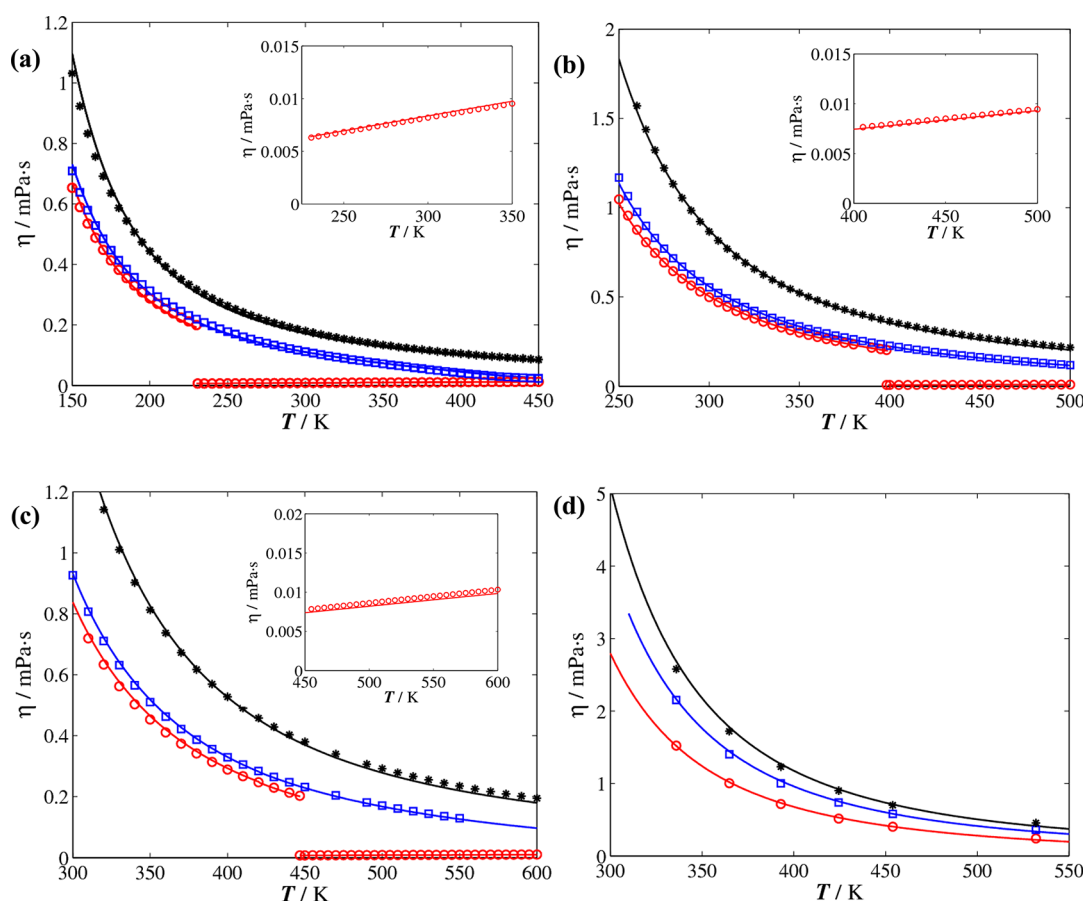 (a)
1.2
1
0.8
0.6
0.4
0.2
0
η / mPa·s
150 200 250 300 350 400 450
T / K
0.015
0.01
0.005
0
η / mPa·s
250 300 350
T / K
(b)
2
1.5
1
0.5
0
η / mPa·s
250 300 350 400 450 500
T / K
0.015
0.01
0.005
0
η / mPa·s
400 450 500
T / K
(c)
1.2
1
0.8
0.6
0.4
0.2
0
η / mPa·s
300 350 400 450 500 550 600
T / K
0.02
0.015
0.01
0.005
0
η / mPa·s
450 500 550 600
T / K
(d)
5
4
3
2
1
0
η / mPa·s
300 350 400 450 500 550
T / K